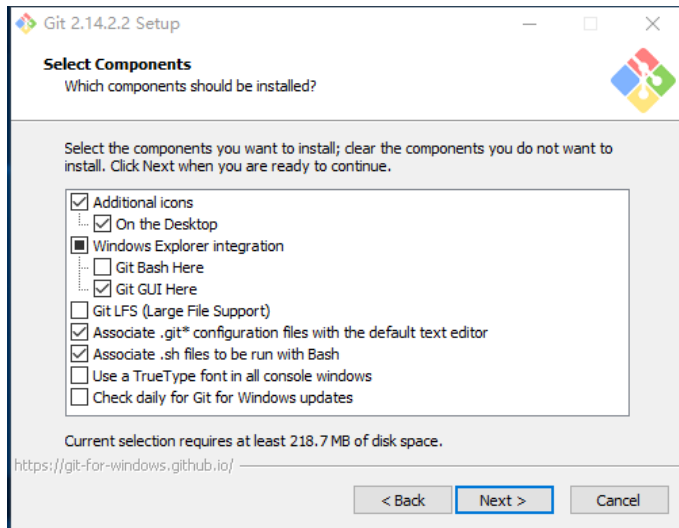 Git 2.14.2.2 Setup
Select Components
Which components should be installed?
Select the components you want to install; clear the components you do not want to
install. Click Next when you are ready to continue.
Additional icons
On the Desktop
Windows Explorer integration
Git Bash Here
Git GUI Here
Git LFS (Large File Support)
Associate .git* configuration files with the default text editor
Associate .sh files to be run with Bash
Use a TrueType font in all console windows
Check daily for Git for Windows updates
Current selection requires at least 218.7 MB of disk space.
https://git-for-windows.github.io/
< Back Next > Cancel